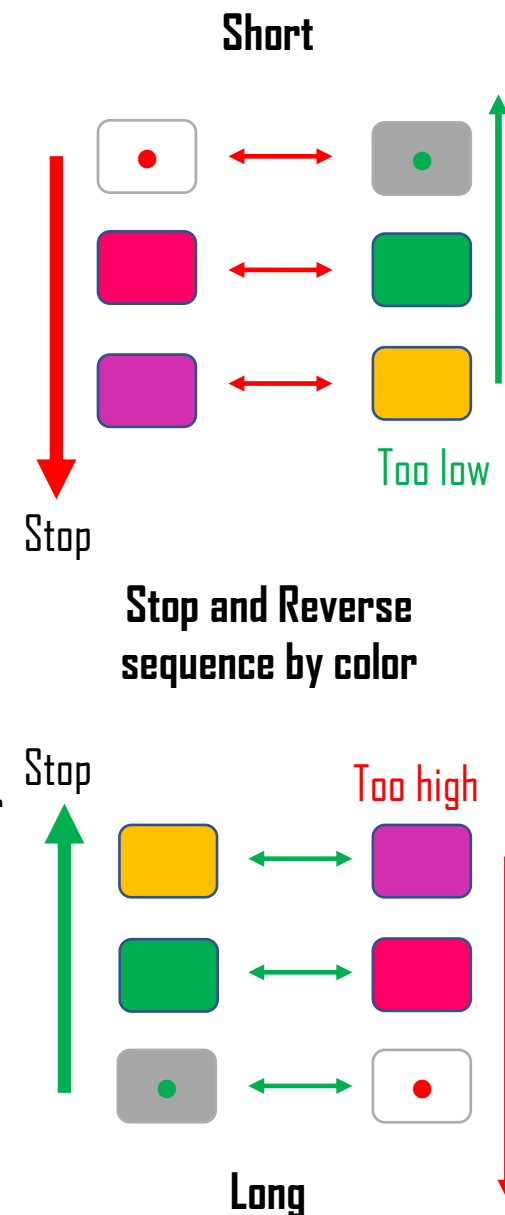 Short
Too low
Stop
Stop and Reverse
sequence by color
Stop
Too high
Long